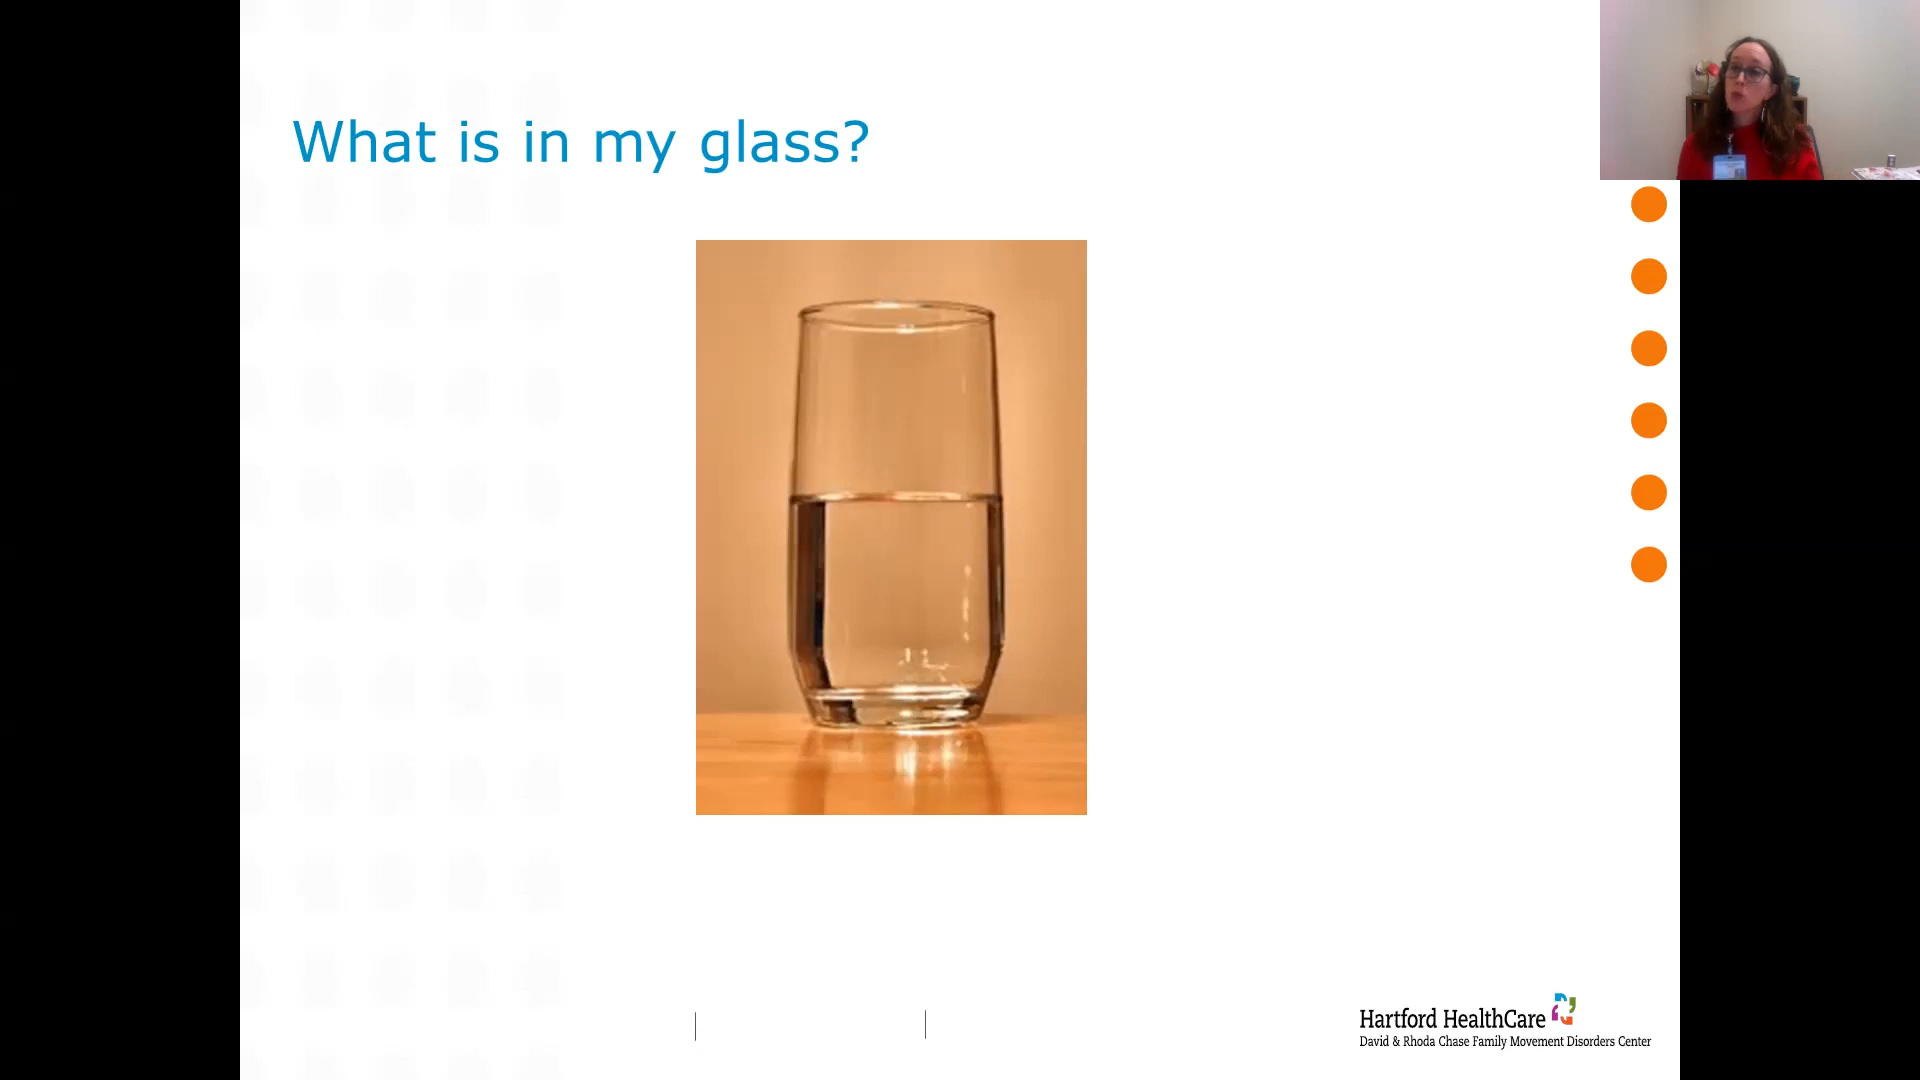 What is in my glass?
Hartford HealthCare
David & Rhoda Chase Family Movement Disorders Center